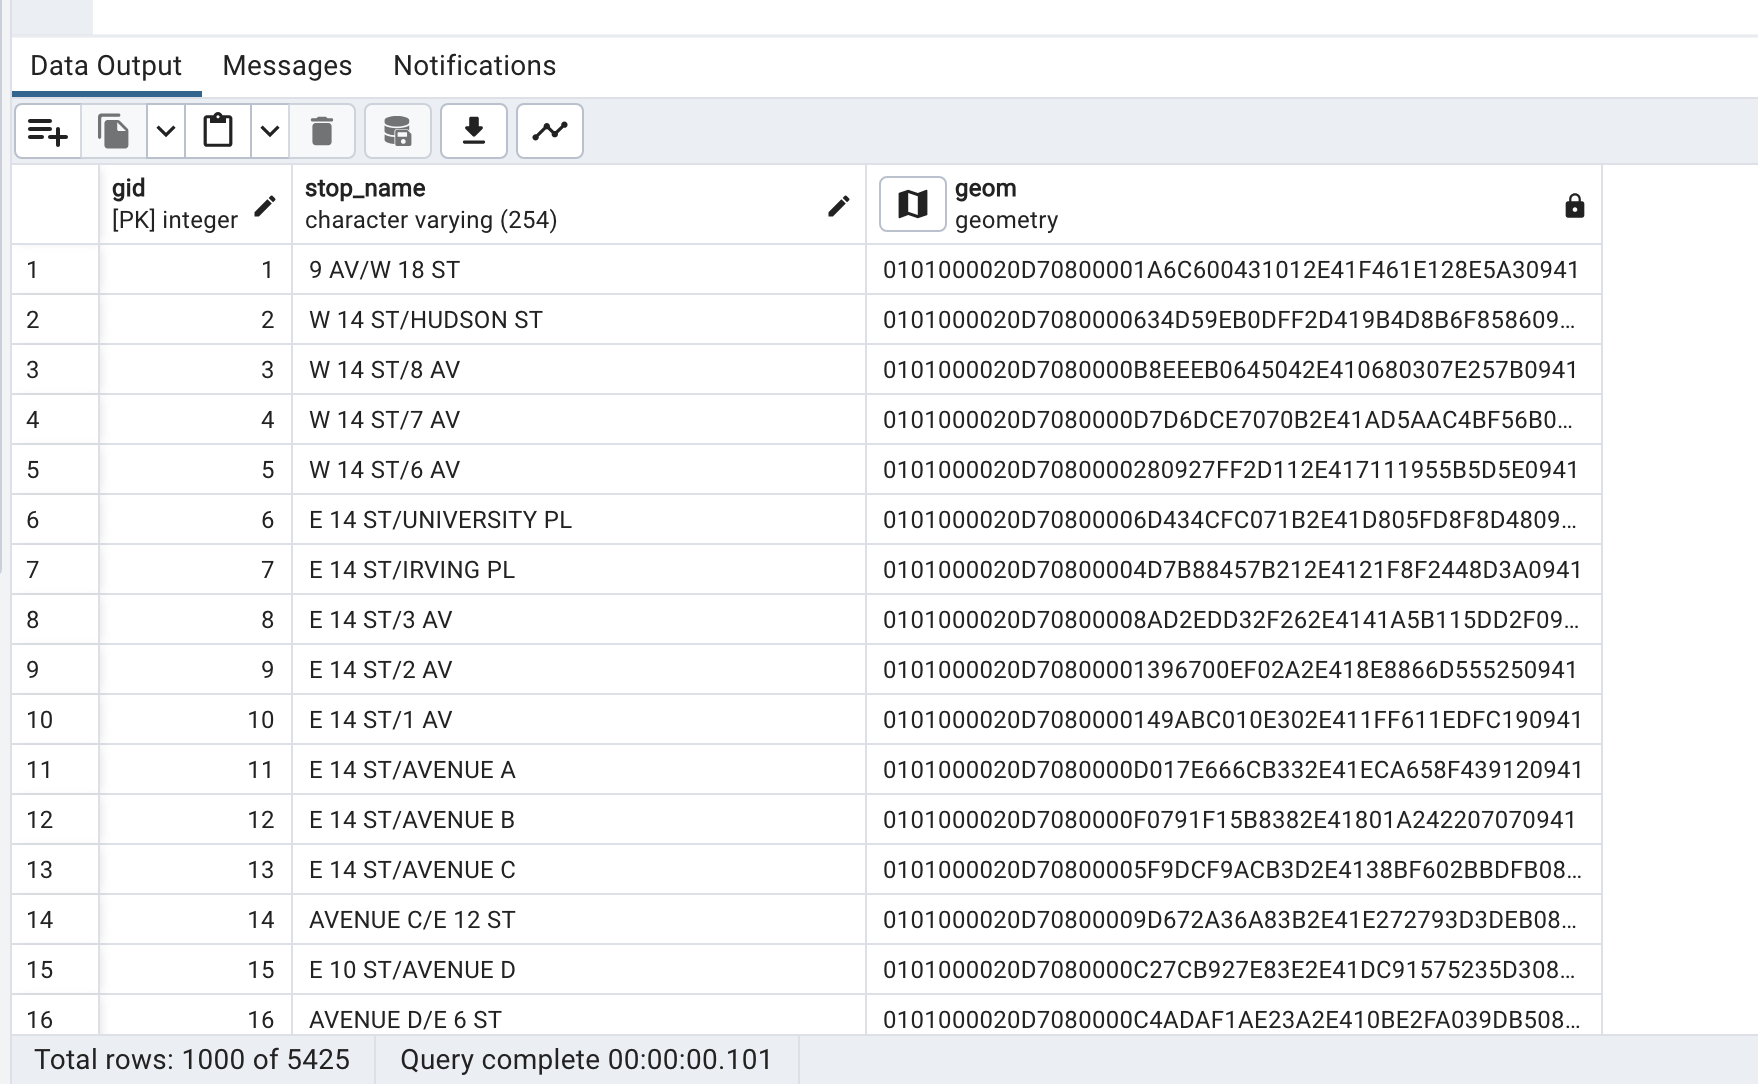 Data Output Messages Notifications
gid stop_name geom
[PK] integer character varying (254) geometry
1 1 9 AV/W 18 ST 0101000020D70800001A6C600431012E41F461E128E5A30941
2 2 W 14 ST/HUDSON ST 0101000020D7080000634D59EB0DFF2D419B4D8B6F858609...
3 3 W 14 ST/8 AV 0101000020D7080000B8EEEB0645042E410680307E257B0941
4 4 W 14 ST/7 AV 0101000020D7080000D7D6DCE7070B2E41AD5AAC4BF56B0...
5 5 W 14 ST/6 AV 0101000020D7080000280927FF2D112E417111955B5D5E0941
6 6 E 14 ST/UNIVERSITY PL 0101000020D70800006D434CFC071B2E41D805FD8F8D4809...
7 7 E 14 ST/IRVING PL 0101000020D70800004D7B88457B212E4121F8F2448D3A0941
8 8 E 14 ST/3 AV 0101000020D70800008AD2EDD32F262E4141A5B115DD2F09...
9 9 E 14 ST/2 AV 0101000020D70800001396700EF02A2E418E8866D555250941
10 10 E 14 ST/1 AV 0101000020D7080000149ABC010E302E411FF611EDFC190941
11 11 E 14 ST/AVENUE A 0101000020D7080000D017E666CB332E41ECA658F439120941
12 12 E 14 ST/AVENUE B 0101000020D7080000F0791F15B8382E41801A242207070941
13 13 E 14 ST/AVENUE C 0101000020D70800005F9DCF9ACB3D2E4138BF602BBDFB08...
14 14 AVENUE C/E 12 ST 0101000020D70800009D672A36A83B2E41E272793D3DEB08...
15 15 E 10 ST/AVENUE D 0101000020D7080000C27CB927E83E2E41DC91575235D308...
16 16 AVENUE D/E 6 ST 0101000020D7080000C4ADAF1AE23A2E410BE2FA039DB508...
Total rows: 1000 of 5425 Query complete 00:00:00.101